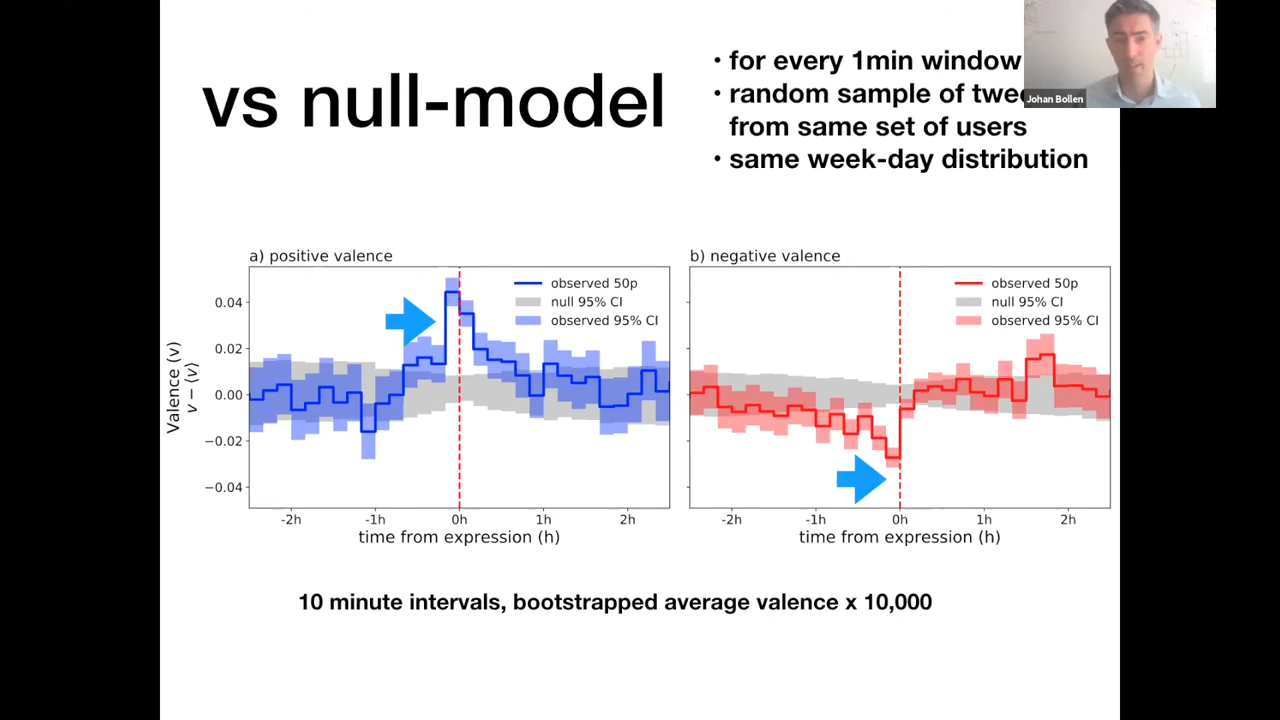 vs null-model
• for every 1min window
• random sample of
from same set of users
• same week-day distribution
Johan Bollen
a) positive valence
observed 50p
null 95% CI
observed 95% CI
Valence (v)
v − ⟨v⟩
0.04
0.02
0.00
−0.02
−0.04
-2h
-1h
0h
1h
2h
time from expression (h)
b) negative valence
observed 50p
null 95% CI
observed 95% CI
-2h
-1h
0h
1h
2h
time from expression (h)
10 minute intervals, bootstrapped average valence x 10,000